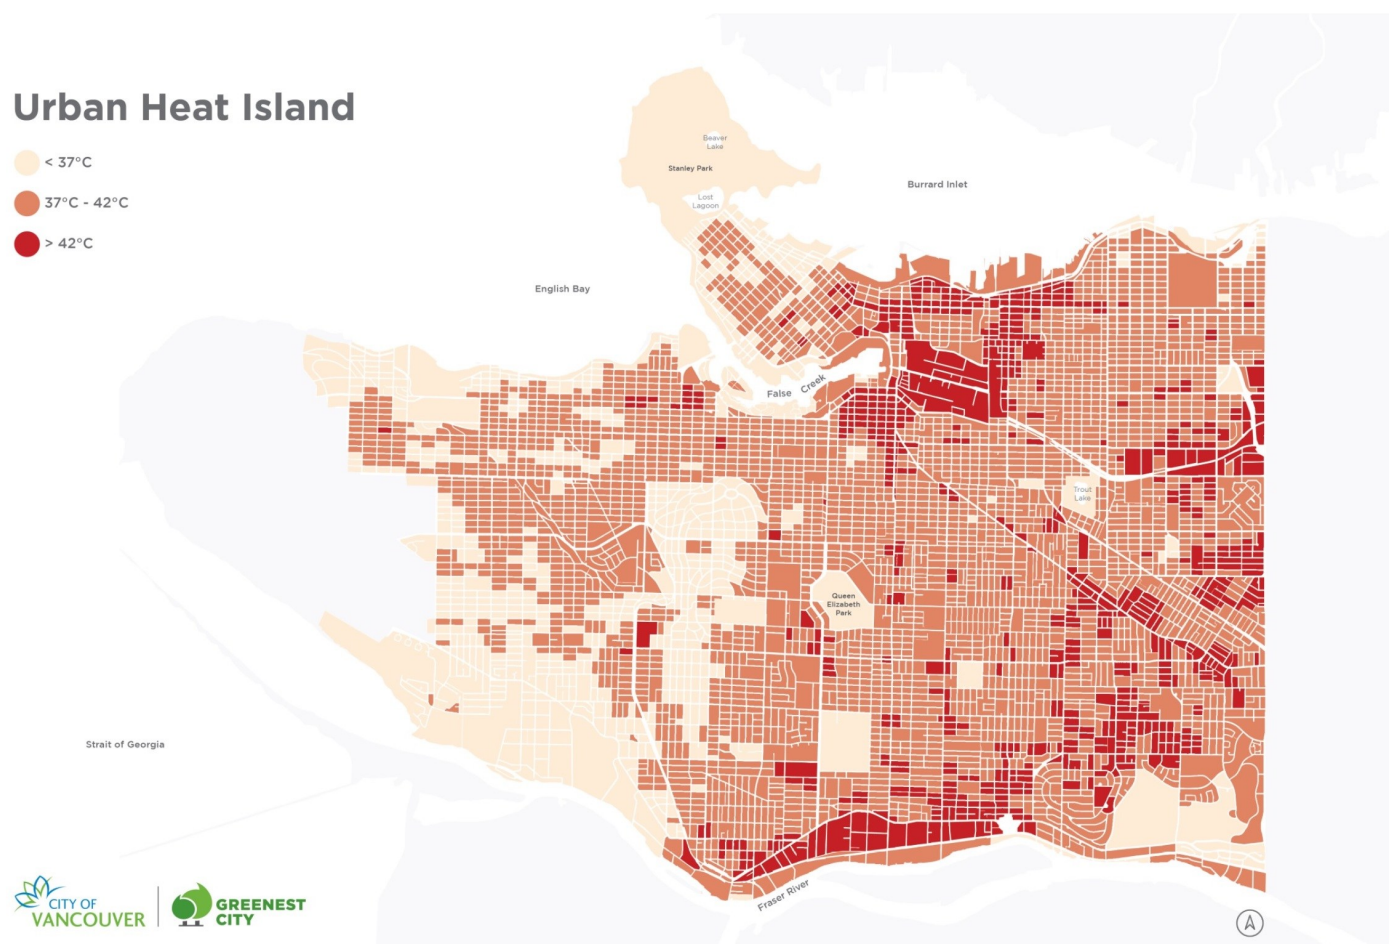 Urban Heat Island
< 37°C
37°C - 42°C
> 42°C
Beaver
Lake
Stanley Park
Lost
Lagoon
Burrard Inlet
English Bay
False Creek
Trout
Lake
Queen
Elizabeth
Park
Strait of Georgia
Fraser River
CITY OF
VANCOUVER
GREENEST
CITY
A